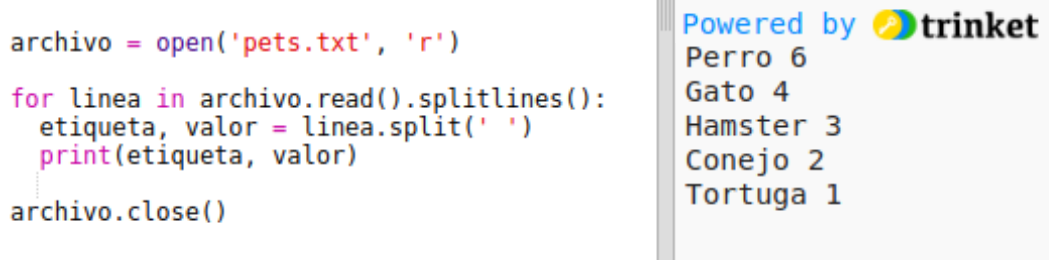 archivo = open('pets.txt', 'r')
for linea in archivo.read().splitlines():
etiqueta, valor = linea.split(' ')
print(etiqueta, valor)
archivo.close()
Powered by trinket
Perro 6
Gato 4
Hamster 3
Conejo 2
Tortuga 1